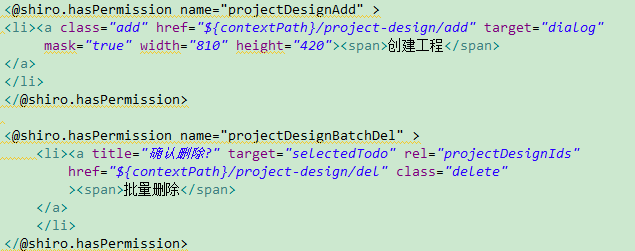 <@shiro.hasPermission name="projectDesignAdd" >
<li><a class="add" href="${contextPath}/project-design/add" target="dialog"
mask="true" width="810" height="420"><span>创建工程</span>
</a>
</li>
</@shiro.hasPermission>
<@shiro.hasPermission name="projectDesignBatchDel" >
<li><a title="确认删除?" target="selectedTodo" rel="projectDesignIds"
href="${contextPath}/project-design/del" class="delete"
><span>批量删除</span>
</a>
</li>
</@shiro.hasPermission>